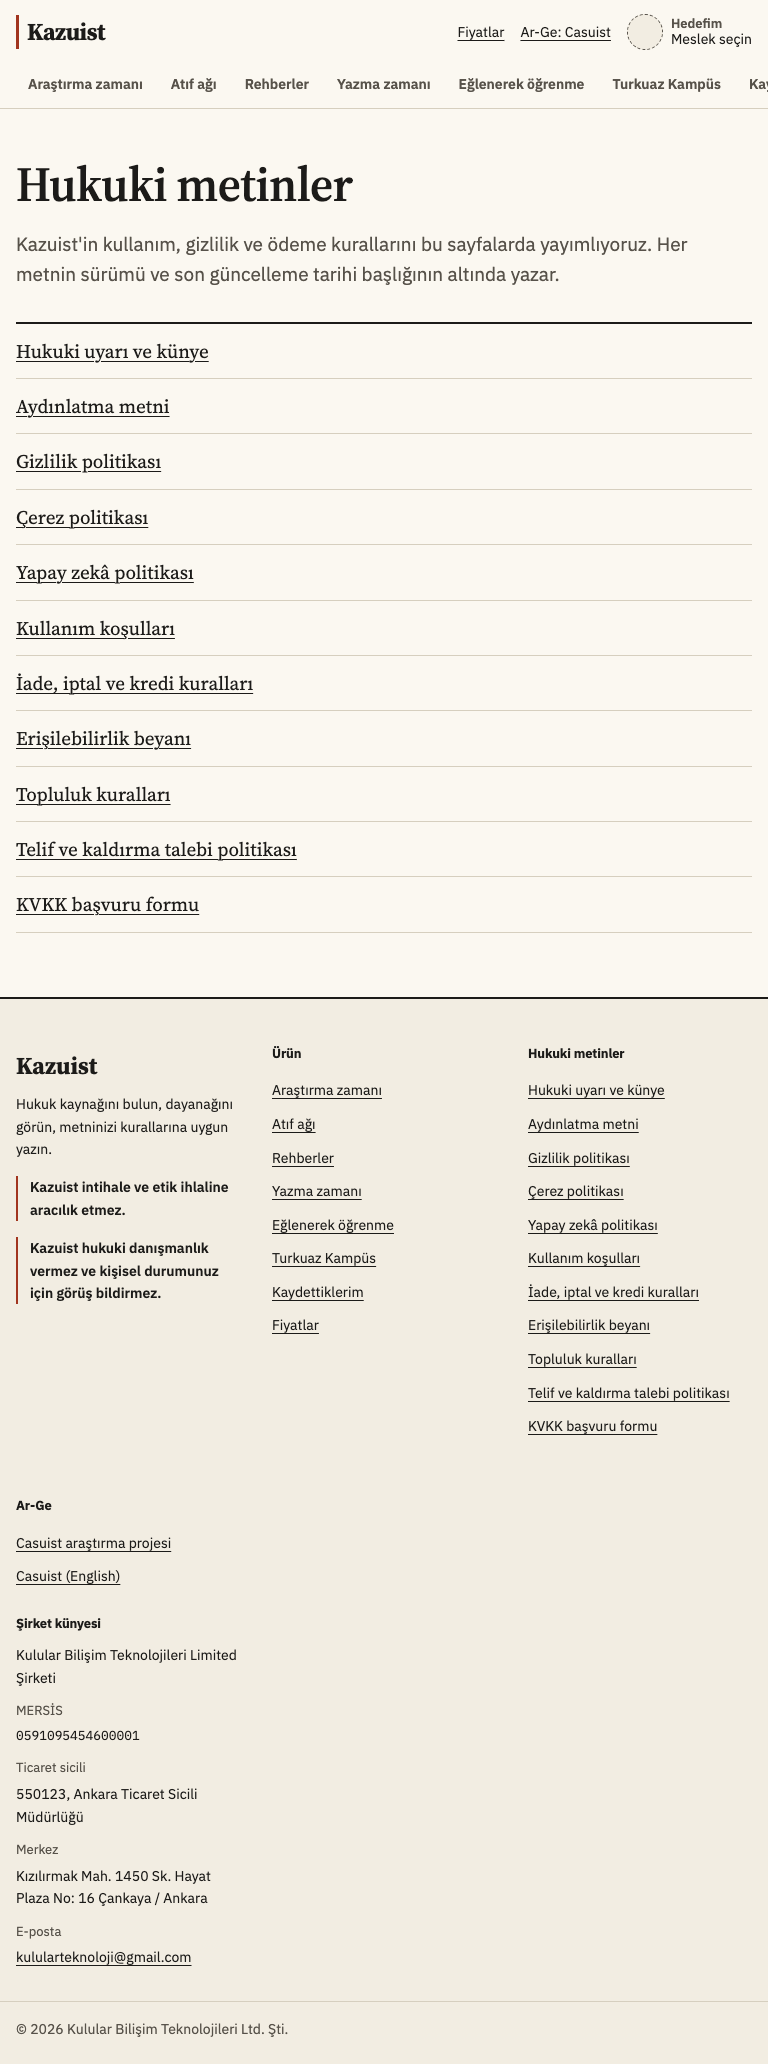 Kazuist
Fiyatlar
Ar-Ge: Casuist
Hedefim
Meslek seçin
Araştırma zamanı
Atıf ağı
Rehberler
Yazma zamanı
Eğlenerek öğrenme
Turkuaz Kampüs
Hukuki metinler
Kazuist'in kullanım, gizlilik ve ödeme kurallarını bu sayfalarda yayımlıyoruz. Her
metnin sürümü ve son güncelleme tarihi başlığının altında yazar.
Hukuki uyarı ve künye
Aydınlatma metni
Gizlilik politikası
Çerez politikası
Yapay zekâ politikası
Kullanım koşulları
İade, iptal ve kredi kuralları
Erişilebilirlik beyanı
Topluluk kuralları
Telif ve kaldırma talebi politikası
KVKK başvuru formu
Kazuist
Hukuk kaynağını bulun, dayanağını
görün, metninizi kurallarına uygun
yazın.
Kazuist intihale ve etik ihlaline
aracılık etmez.
Kazuist hukuki danışmanlık
vermez ve kişisel durumunuz
için görüş bildirmez.
Ürün
Araştırma zamanı
Atıf ağı
Rehberler
Yazma zamanı
Eğlenerek öğrenme
Turkuaz Kampüs
Kaydettiklerim
Fiyatlar
Hukuki metinler
Hukuki uyarı ve künye
Aydınlatma metni
Gizlilik politikası
Çerez politikası
Yapay zekâ politikası
Kullanım koşulları
İade, iptal ve kredi kuralları
Erişilebilirlik beyanı
Topluluk kuralları
Telif ve kaldırma talebi politikası
KVKK başvuru formu
Ar-Ge
Casuist araştırma projesi
Casuist (English)
Şirket künyesi
Kulular Bilişim Teknolojileri Limited
Şirketi
MERSİS
0591095454600001
Ticaret sicili
550123, Ankara Ticaret Sicili
Müdürlüğü
Merkez
Kızılırmak Mah. 1450 Sk. Hayat
Plaza No: 16 Çankaya / Ankara
E-posta
kulularteknoloji@gmail.com
© 2026 Kulular Bilişim Teknolojileri Ltd. Şti.